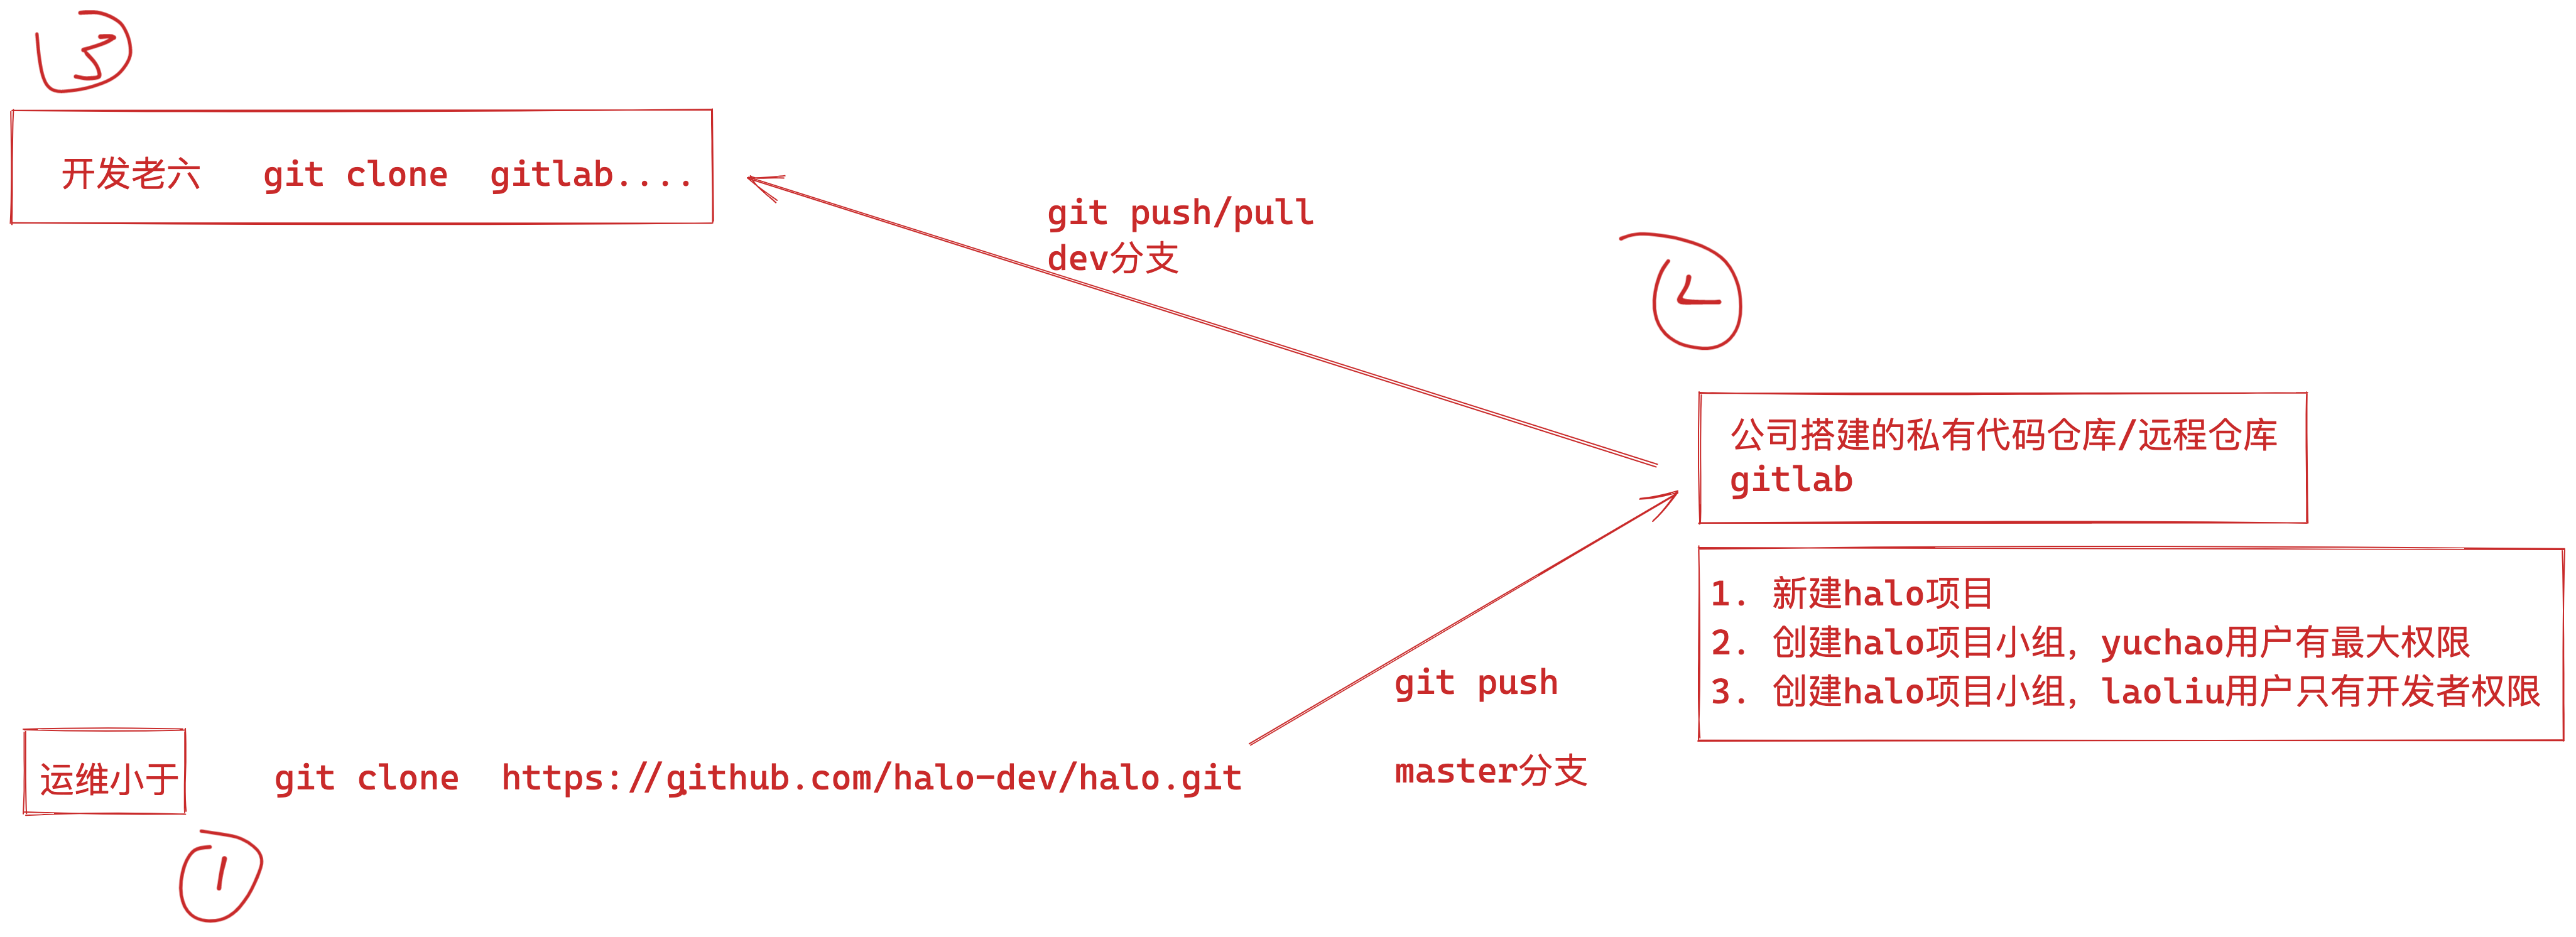 3
开发老六 git clone gitlab....
git push/pull
dev分支
2
公司搭建的私有代码仓库/远程仓库
gitlab
1. 新建halo项目
2. 创建halo项目小组，yuchao用户有最大权限
3. 创建halo项目小组，laoliu用户只有开发者权限
git push
master分支
运维小于 git clone https://github.com/halo-dev/halo.git
1